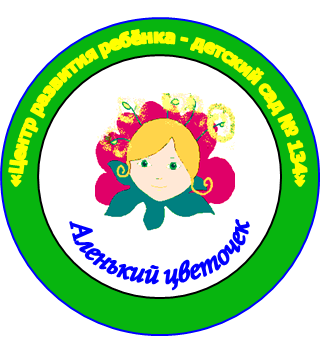 «Центр развития ребёнка - детский сад № 134»
Аленький цветочек